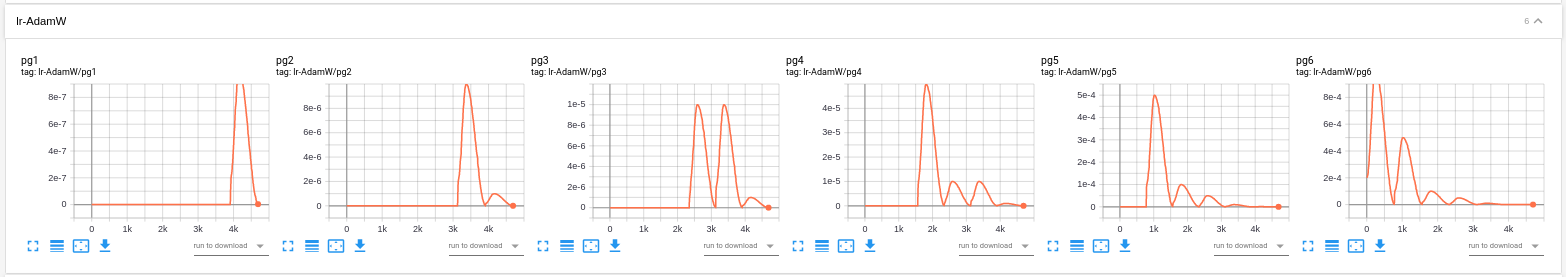 lr-AdamW
6
pg1
tag: lr-AdamW/pg1
8e-7
6e-7
4e-7
2e-7
0
0 1k 2k 3k 4k
run to download
pg2
tag: lr-AdamW/pg2
8e-6
6e-6
4e-6
2e-6
0
0 1k 2k 3k 4k
run to download
pg3
tag: lr-AdamW/pg3
1e-5
8e-6
6e-6
4e-6
2e-6
0
0 1k 2k 3k 4k
run to download
pg4
tag: lr-AdamW/pg4
4e-5
3e-5
2e-5
1e-5
0
0 1k 2k 3k 4k
run to download
pg5
tag: lr-AdamW/pg5
5e-4
4e-4
3e-4
2e-4
1e-4
0
0 1k 2k 3k 4k
run to download
pg6
tag: lr-AdamW/pg6
8e-4
6e-4
4e-4
2e-4
0
0 1k 2k 3k 4k
run to download